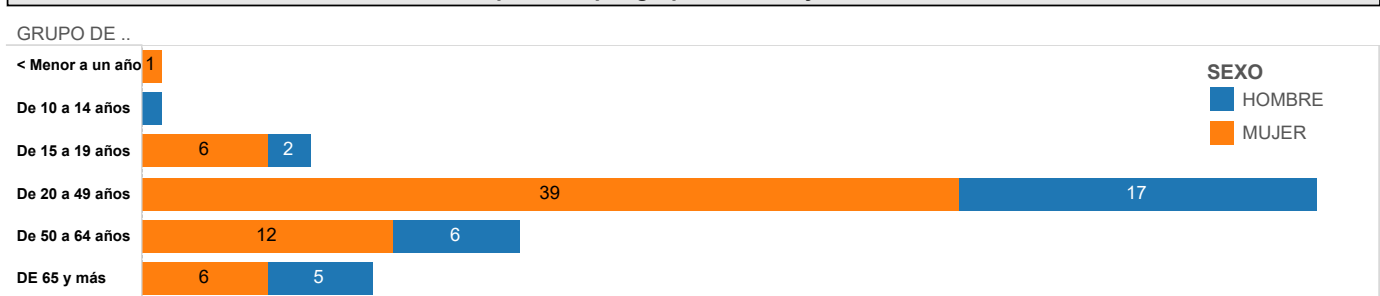 GRUPO DE ..
< Menor a un año 1
De 10 a 14 años
De 15 a 19 años 6 2
De 20 a 49 años 39 17
De 50 a 64 años 12 6
DE 65 y más 6 5
SEXO
HOMBRE
MUJER